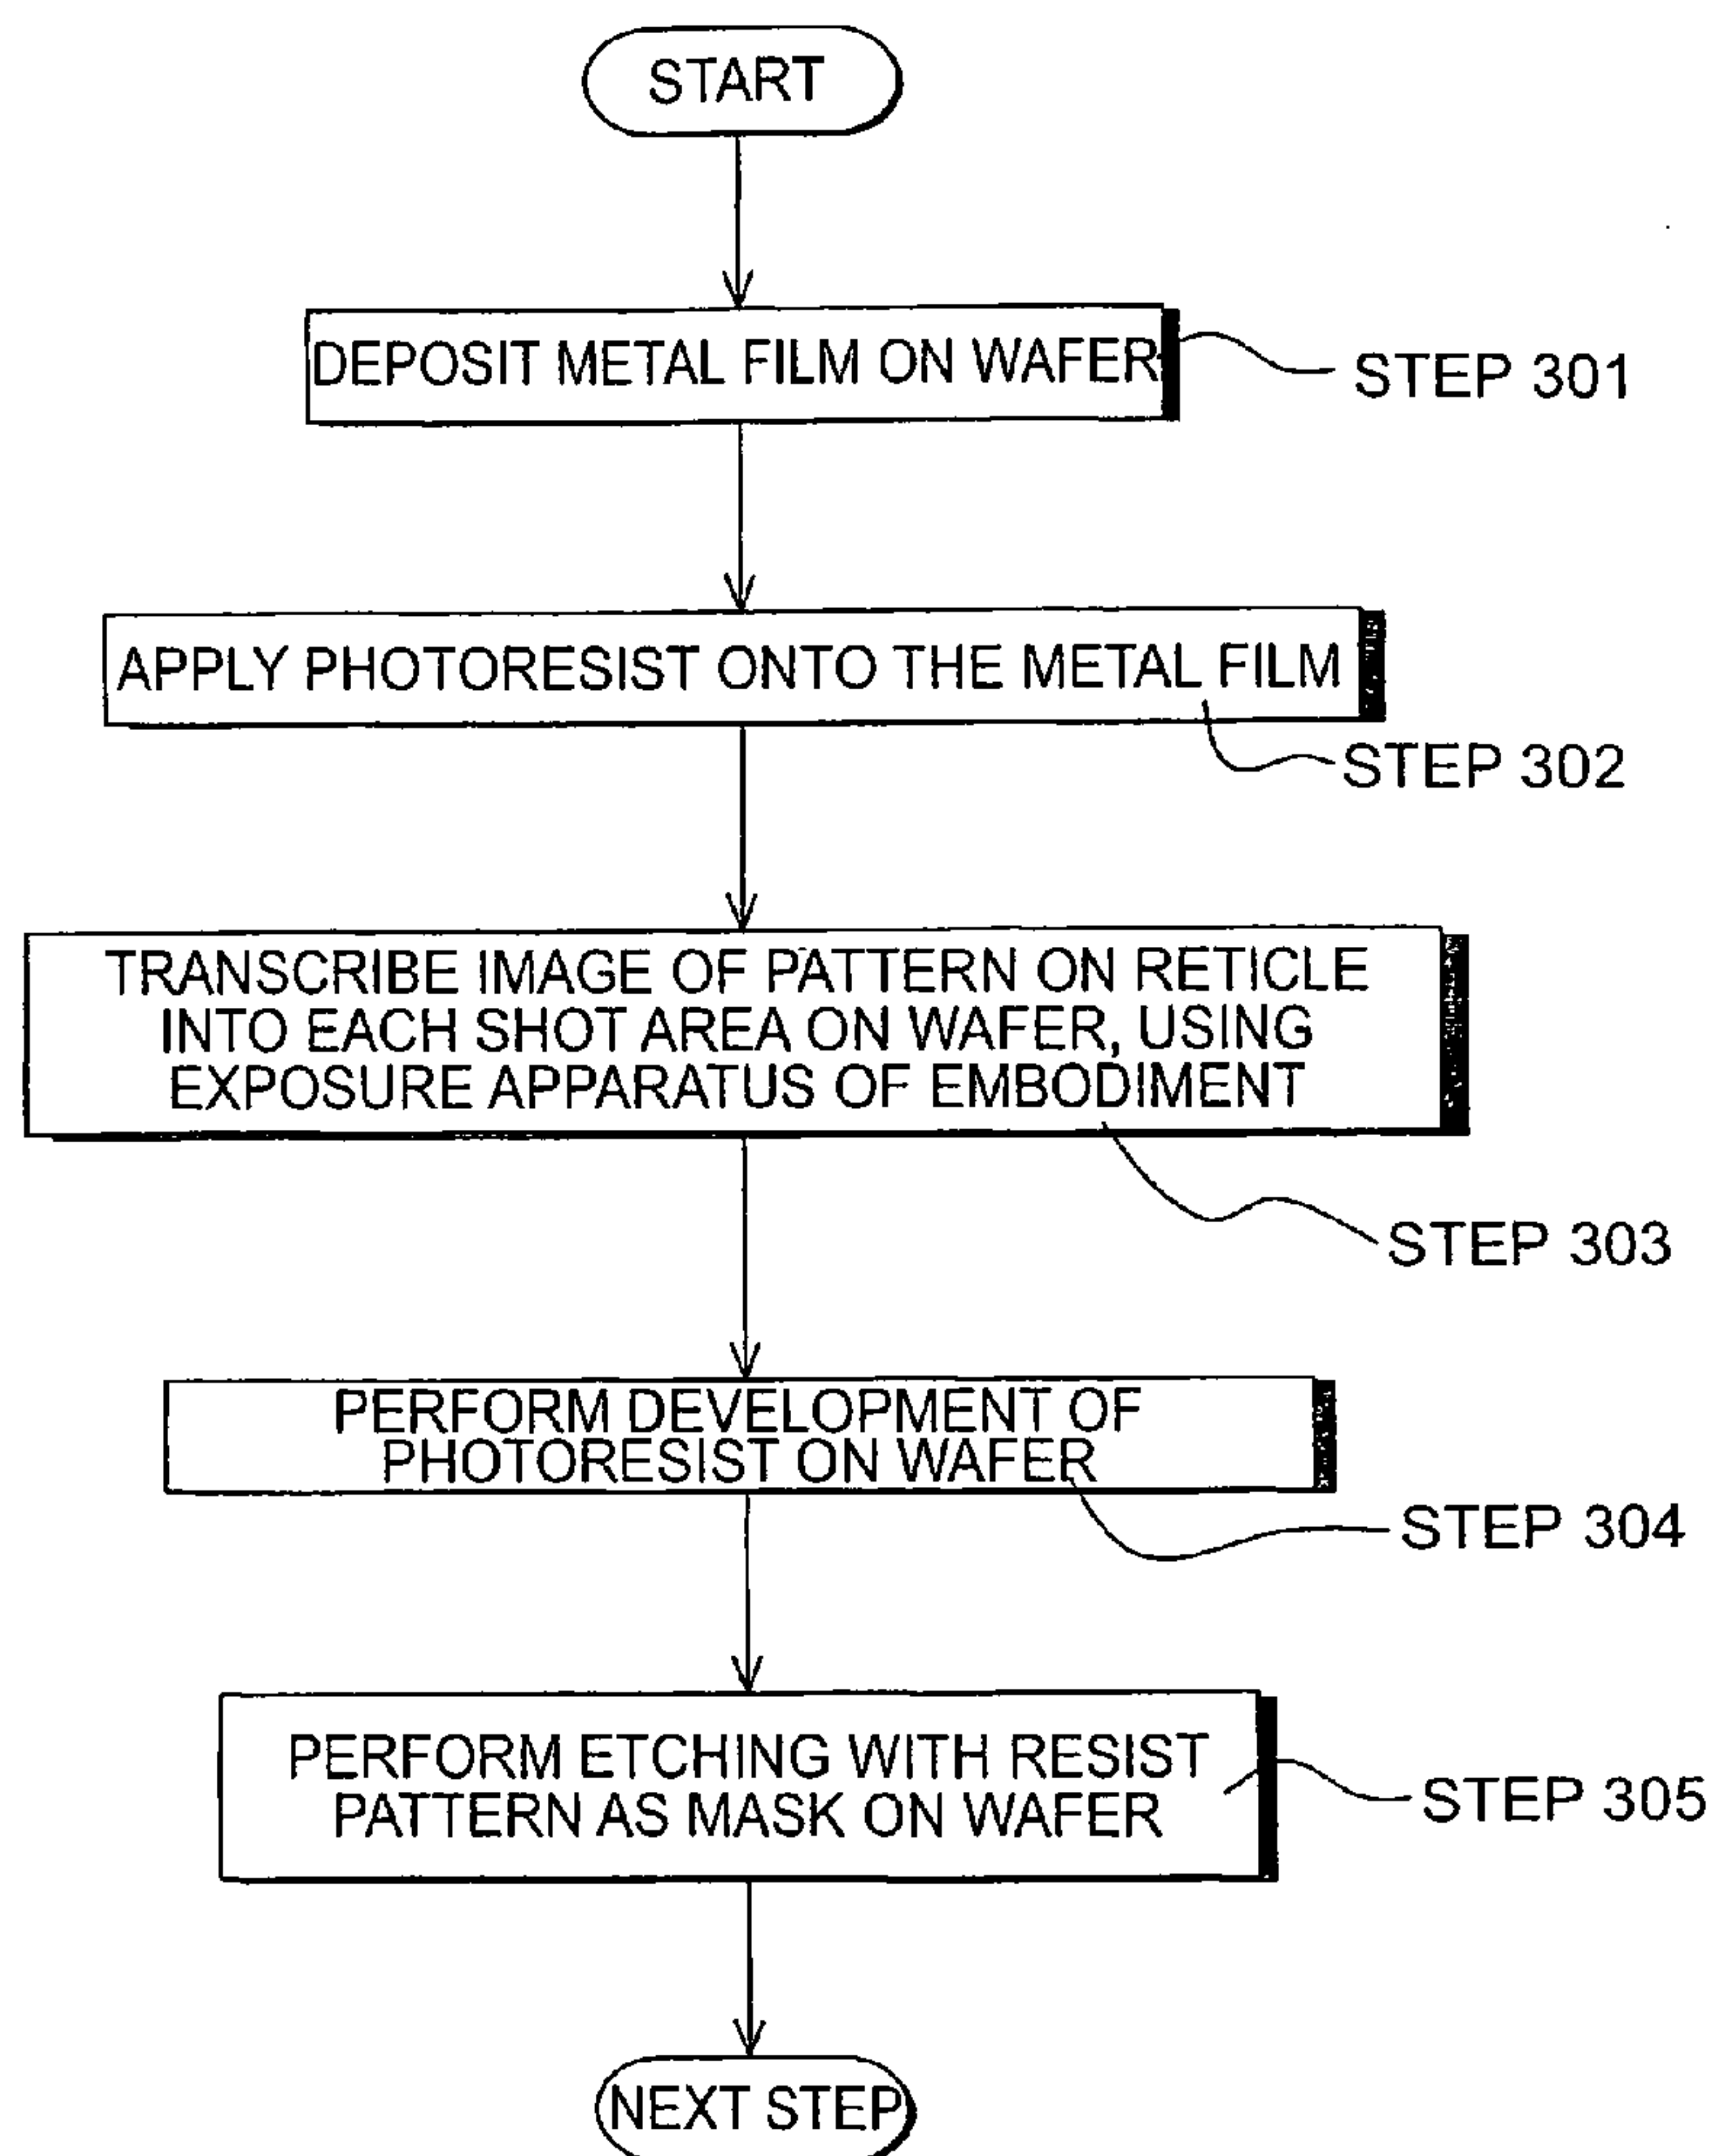 START
DEPOSIT METAL FILM ON WAFER
STEP 301
APPLY PHOTORESIST ONTO THE METAL FILM
STEP 302
TRANSCRIBE IMAGE OF PATTERN ON RETICLE
INTO EACH SHOT AREA ON WAFER, USING
EXPOSURE APPARATUS OF EMBODIMENT
STEP 303
PERFORM DEVELOPMENT OF
PHOTORESIST ON WAFER
STEP 304
PERFORM ETCHING WITH RESIST
PATTERN AS MASK ON WAFER
STEP 305
NEXT STEP